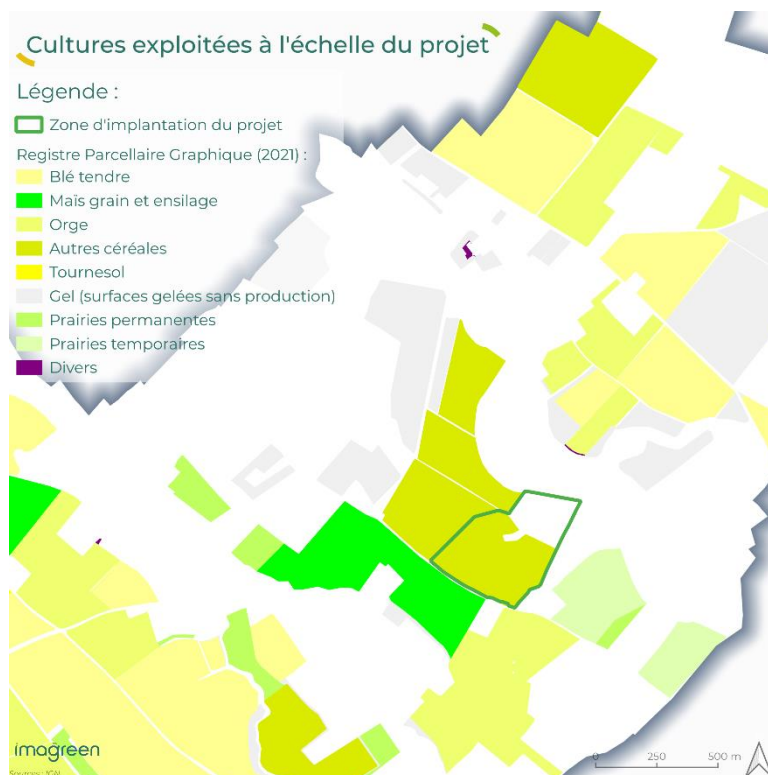 Cultures exploitées à l'échelle du projet
Légende :
Zone d'implantation du projet
Registre Parcellaire Graphique (2021) :
Blé tendre
Maïs grain et ensilage
Orge
Autres céréales
Tournesol
Gel (surfaces gelées sans production)
Prairies permanentes
Prairies temporaires
Divers
imagreen
0 250 500 m